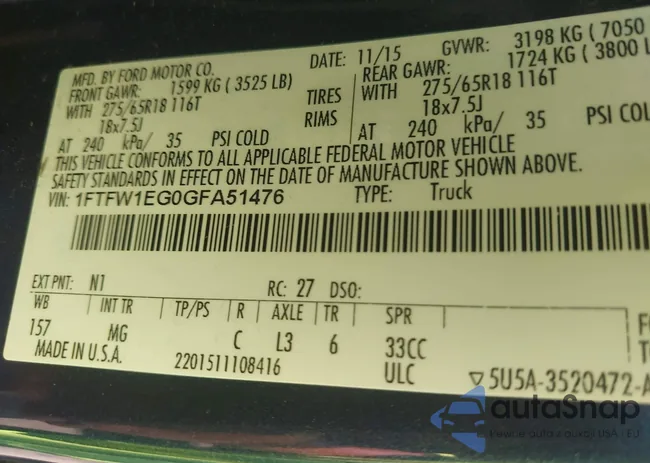 MFD. BY FORD MOTOR CO.
DATE: 11/15
GVWR: 3198 KG ( 7050
FRONT GAWR: 1599 KG ( 3525 LB)
REAR GAWR: 1724 KG ( 3800 L
WITH 275/65R18 116T TIRES
WITH 275/65R18 116T
18x7.5J RIMS
18x7.5J
AT 240 kPa/ 35 PSI COLD
AT 240 kPa/ 35 PSI COL
THIS VEHICLE CONFORMS TO ALL APPLICABLE FEDERAL MOTOR VEHICLE
SAFETY STANDARDS IN EFFECT ON THE DATE OF MANUFACTURE SHOWN ABOVE.
VIN: 1FTFW1EG0GFA51476
TYPE: Truck
EXT PNT: N1
RC: 27 DSO:
WB INT TR TP/PS R AXLE TR SPR
157 MG C L3 6 33CC
MADE IN U.S.A.
2201511108416
ULC
▽5U5A-3520472-A
autaSnap